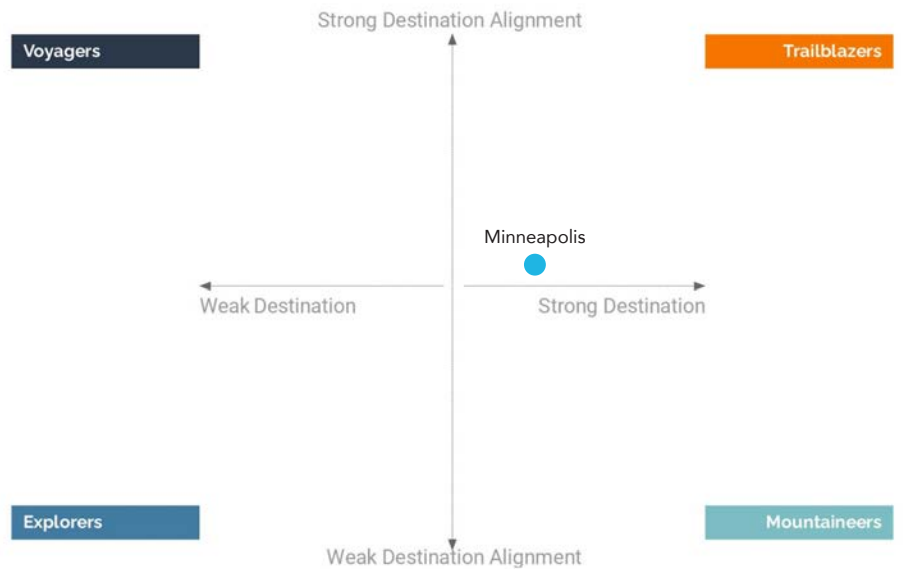 Strong Destination Alignment
Voyagers
Trailblazers
Minneapolis
Weak Destination
Strong Destination
Explorers
Mountaineers
Weak Destination Alignment